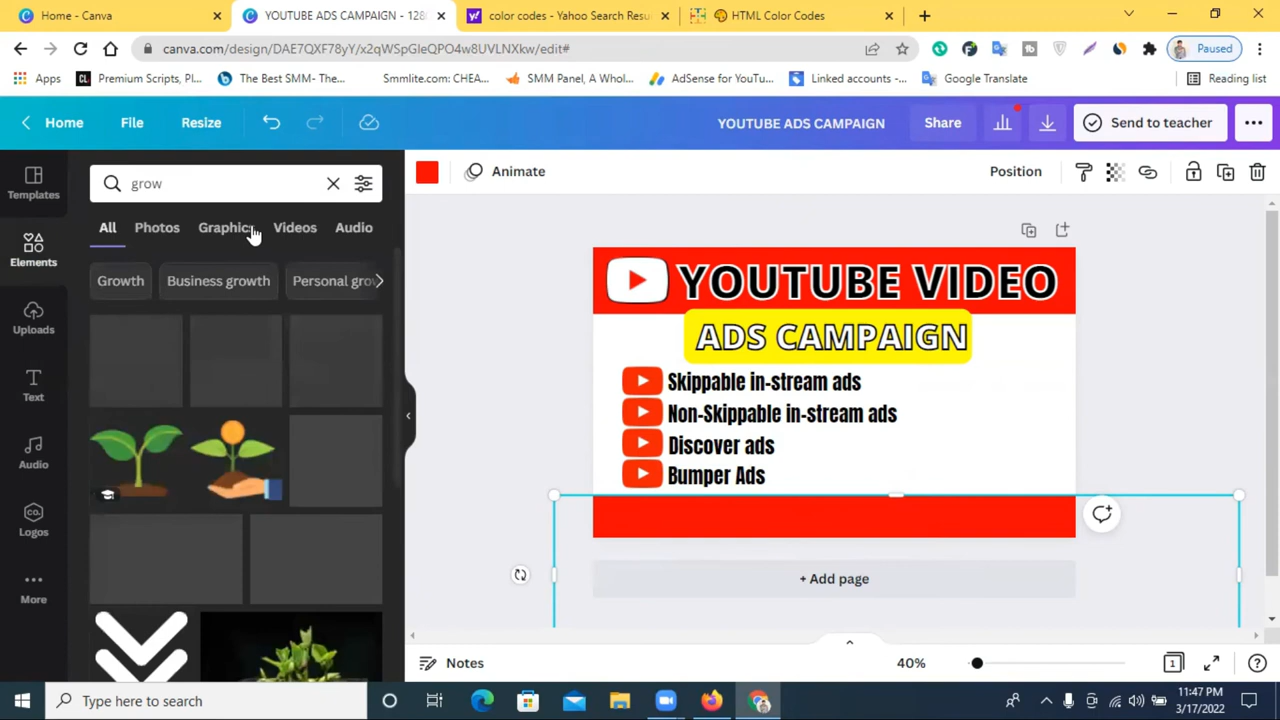 Home - Canva
YOUTUBE ADS CAMPAIGN - 128
color codes - Yahoo Search Resu
HTML Color Codes
canva.com/design/DAE7QXF78yY/x2qWSpGIeQPO4w8UVLNXkw/edit#
Paused
Apps
Premium Scripts, Pl...
The Best SMM- The...
Smmlite.com: CHEA...
SMM Panel, A Whol...
AdSense for YouTu...
Linked accounts -...
Google Translate
Reading list
Home
File
Resize
YOUTUBE ADS CAMPAIGN
Share
Send to teacher
Templates
Elements
Uploads
Text
Audio
Logos
More
grow
All
Photos
Graphics
Videos
Audio
Growth
Business growth
Personal gro
Animate
Position
YOUTUBE VIDEO
ADS CAMPAIGN
Skippable in-stream ads
Non-Skippable in-stream ads
Discover ads
Bumper Ads
+ Add page
Notes
40%
1
Type here to search
11:47 PM
3/17/2022